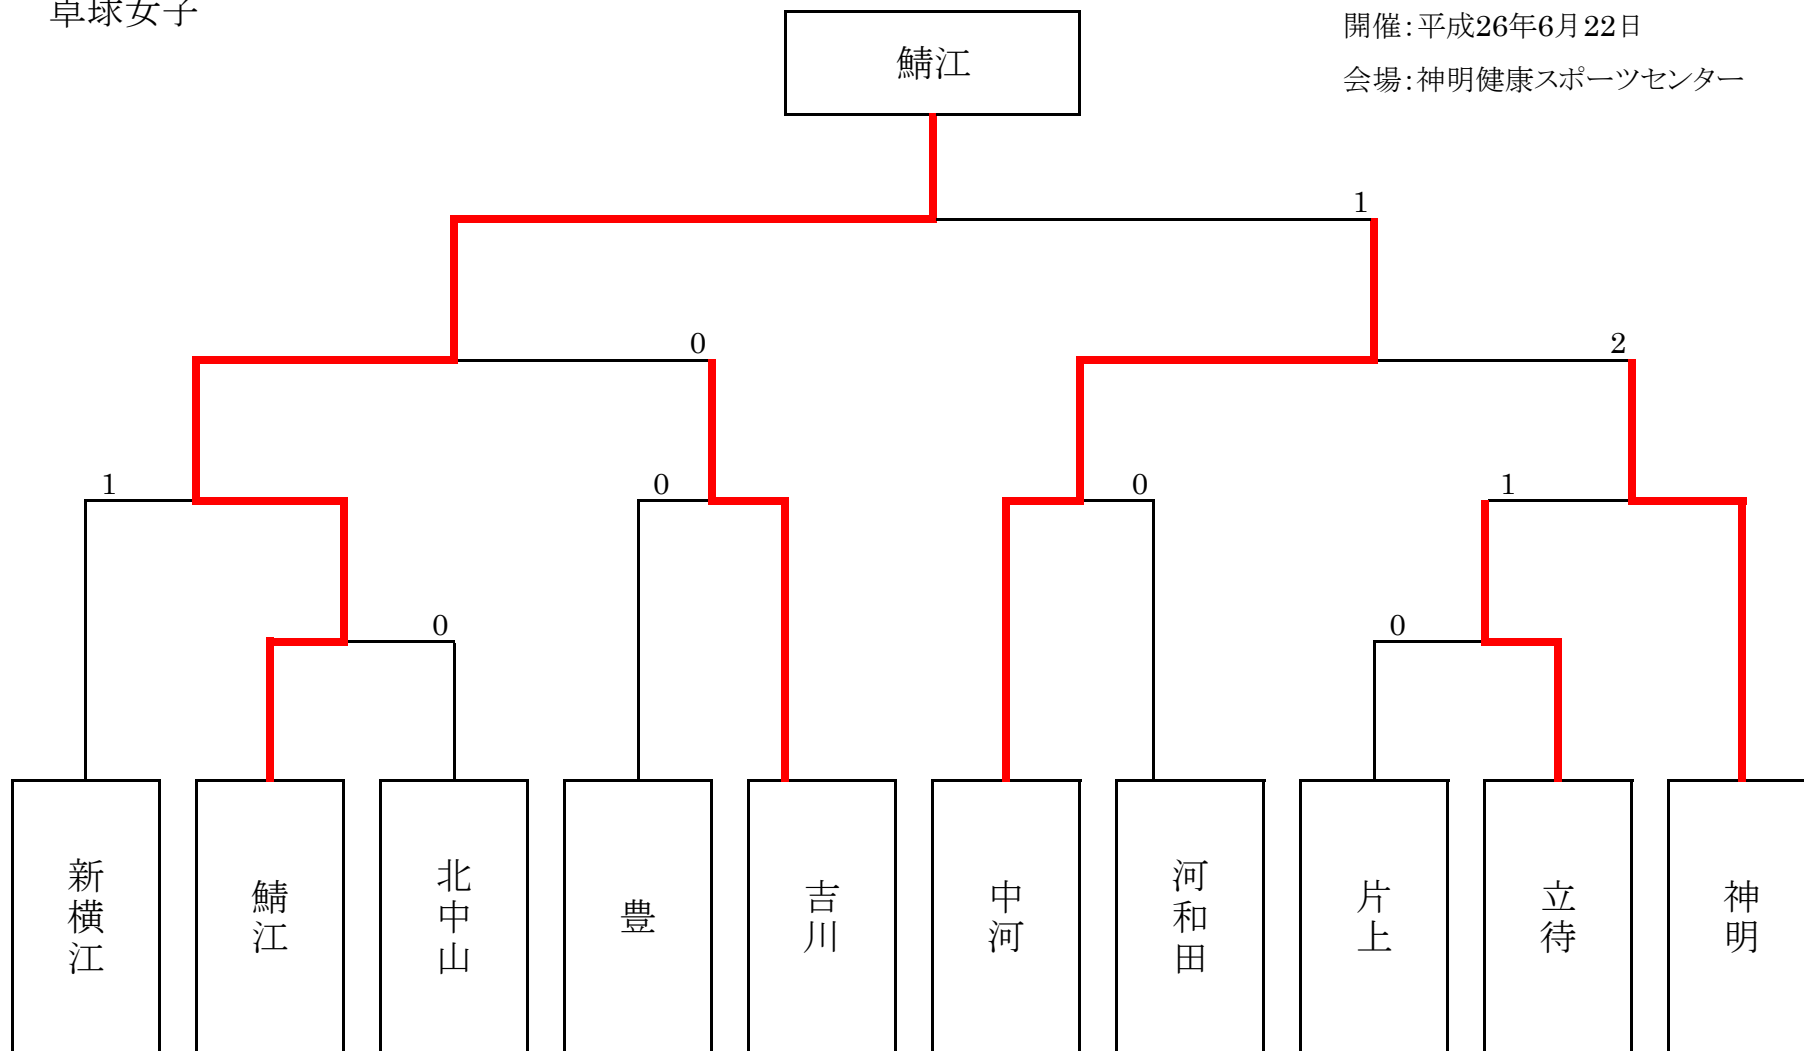 卓球女子
開催：平成26年6月22日
会場：神明健康スポーツセンター
鯖江
1
0
2
1
0
0
1
0
0
新横江
鯖江
北中山
豊
吉川
中河
河和田
片上
立待
神明